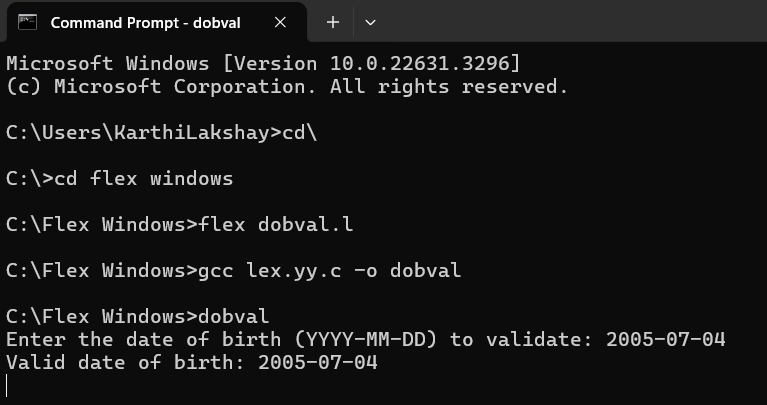 Command Prompt - dobval
Microsoft Windows [Version 10.0.22631.3296]
(c) Microsoft Corporation. All rights reserved.
C:\Users\KarthiLakshay>cd\
C:\>cd flex windows
C:\Flex Windows>flex dobval.l
C:\Flex Windows>gcc lex.yy.c -o dobval
C:\Flex Windows>dobval
Enter the date of birth (YYYY-MM-DD) to validate: 2005-07-04
Valid date of birth: 2005-07-04